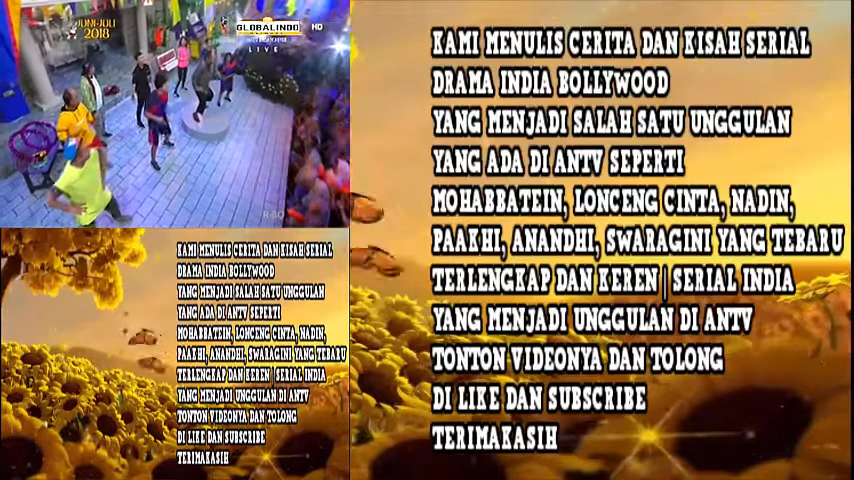 JUNI-JULI
2018
GLOBALINDO
HD
LIVE
KAMI MENULIS CERITA DAN KISAH SERIAL
DRAMA INDIA BOLLYWOOD
YANG MENJADI SALAH SATU UNGGULAN
YANG ADA DI ANTV SEPERTI
MOHABBATEIN, LONCENG CINTA, NADIN,
PAAKHI, ANANDHI, SWARAGINI YANG TEBARU
TERLENGKAP DAN KEREN | SERIAL INDIA
YANG MENJADI UNGGULAN DI ANTV
TONTON VIDEONYA DAN TOLONG
DI LIKE DAN SUBSCRIBE
TERIMAKASIH
KAMI MENULIS CERITA DAN KISAH SERIAL
DRAMA INDIA BOLLYWOOD
YANG MENJADI SALAH SATU UNGGULAN
YANG ADA DI ANTV SEPERTI
MOHABBATEIN, LONCENG CINTA, NADIN,
PAAKHI, ANANDHI, SWARAGINI YANG TEBARU
TERLENGKAP DAN KEREN | SERIAL INDIA
YANG MENJADI UNGGULAN DI ANTV
TONTON VIDEONYA DAN TOLONG
DI LIKE DAN SUBSCRIBE
TERIMAKASIH